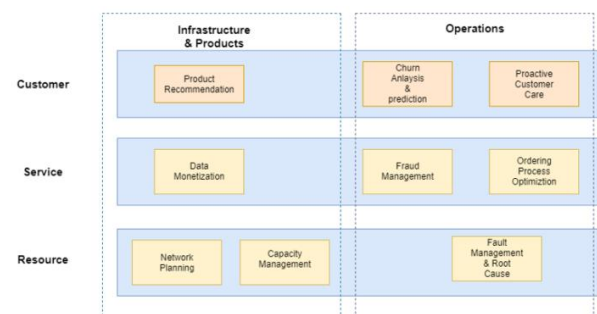 Infrastructure
& Products
Operations
Customer
Product
Recommendation
Churn
Anlaysis
&
prediction
Proactive
Customer
Care
Service
Data
Monetization
Fraud
Management
Ordering
Process
Optimiztion
Resource
Network
Planning
Capacity
Management
Fault
Management
& Root
Cause